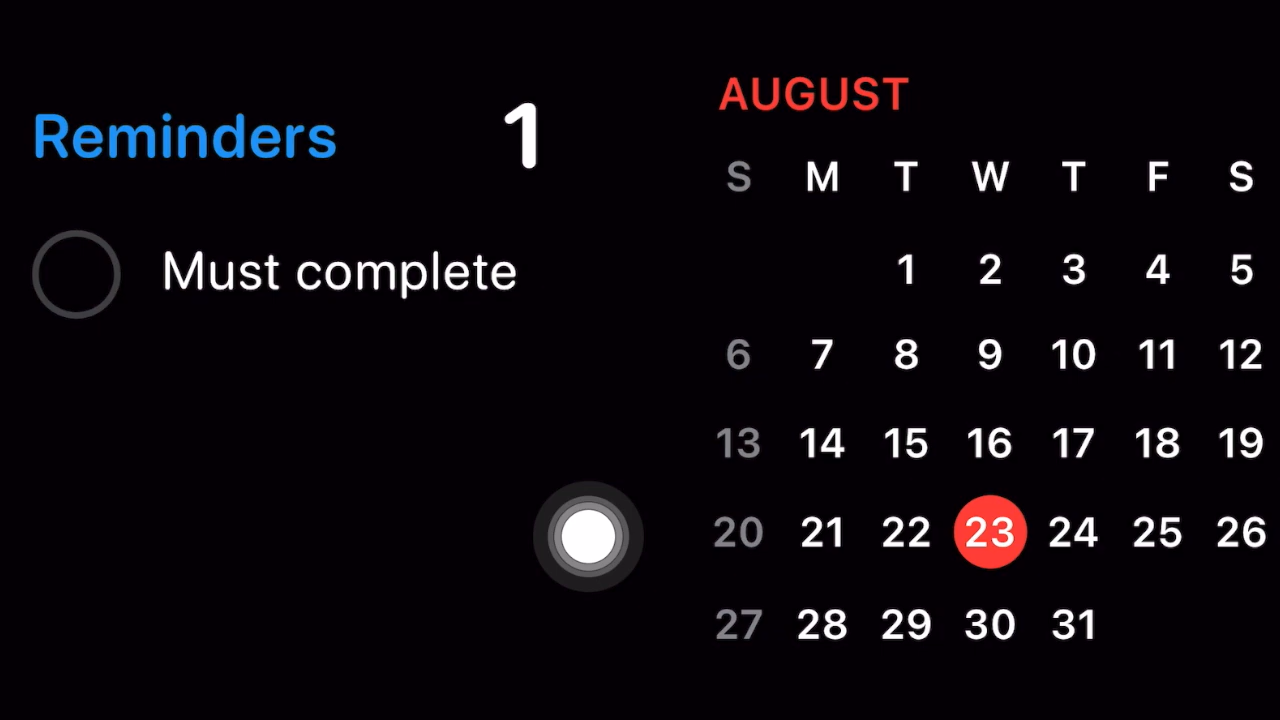 Reminders 1
Must complete
AUGUST
S M T W T F S
1 2 3 4 5
6 7 8 9 10 11 12
13 14 15 16 17 18 19
20 21 22 23 24 25 26
27 28 29 30 31